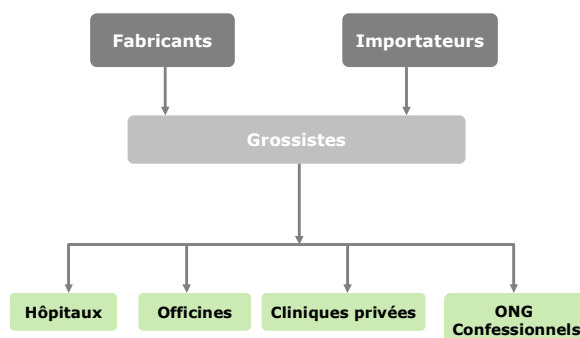 Fabricants
Importateurs
Grossistes
Hôpitaux
Officines
Cliniques privées
ONG
Confessionnels